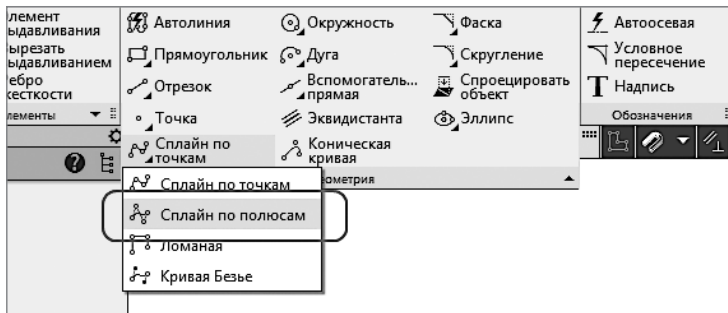 лемент
ыдавливания
ырезать
ыдавливанием
ебро
кесткости
лементы
Автолиния
Окружность
Фаска
Прямоугольник
Дуга
Скругление
Отрезок
Вспомогатель...
прямая
Спроецировать
объект
Точка
Эквидистанта
Эллипс
Сплайн по
точкам
Коническая
кривая
ометрия
Автоосевая
Условное
пересечение
Надпись
Обозначения
Сплайн по точкам
Сплайн по полюсам
Ломаная
Кривая Безье